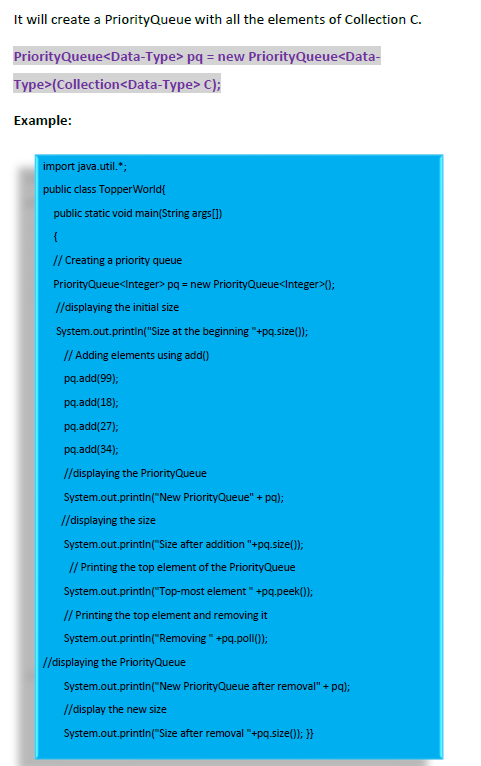 It will create a PriorityQueue with all the elements of Collection C.
PriorityQueue<Data-Type> pq = new PriorityQueue<Data-
Type>(Collection<Data-Type> C);
Example:
import java.util.*;
public class TopperWorld{
public static void main(String args[])
{
// Creating a priority queue
PriorityQueue<Integer> pq = new PriorityQueue<Integer>();
//displaying the initial size
System.out.println("Size at the beginning "+pq.size());
// Adding elements using add()
pq.add(99);
pq.add(18);
pq.add(27);
pq.add(34);
//displaying the PriorityQueue
System.out.println("New PriorityQueue" + pq);
//displaying the size
System.out.println("Size after addition "+pq.size());
// Printing the top element of the PriorityQueue
System.out.println("Top-most element " +pq.peek());
// Printing the top element and removing it
System.out.println("Removing " +pq.poll());
//displaying the PriorityQueue
System.out.println("New PriorityQueue after removal" + pq);
//display the new size
System.out.println("Size after removal "+pq.size()); }}